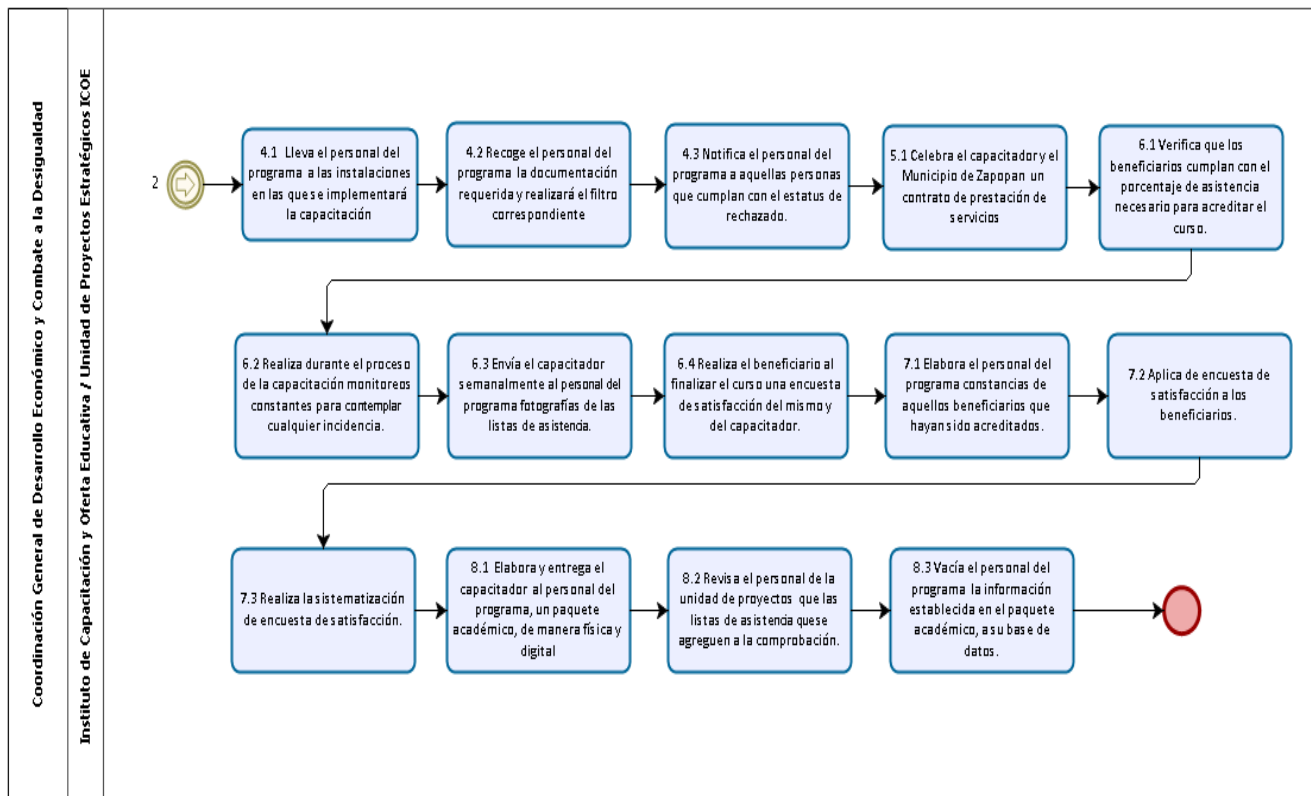 Coordinación General de Desarrollo Económico y Combate a la Desigualdad
Instituto de Capacitación y Oferta Educativa / Unidad de Proyectos Estratégicos ICOE
2
4.1 Lleva el personal del
programa a las instalaciones
en las que se implementará
la capacitación
4.2 Recoge el personal del
programa la documentación
requerida y realizará el filtro
correspondiente
4.3 Notifica el personal del
programa a aquellas personas
que cumplan con el estatus de
rechazado.
5.1 Celebra el capacitador y el
Municipio de Zapopan un
contrato de prestación de
servicios
6.1 Verifica que los
beneficiarios cumplan con el
porcentaje de asistencia
necesario para acreditar el
curso.
6.2 Realiza durante el proceso
de la capacitación monitoreos
constantes para contemplar
cualquier incidencia.
6.3 Envía el capacitador
semanalmente al personal del
programa fotografías de las
listas de asistencia.
6.4 Realiza el beneficiario al
finalizar el curso una encuesta
de satisfacción del mismo y
del capacitador.
7.1 Elabora el personal del
programa constancias de
aquellos beneficiarios que
hayan sido acreditados.
7.2 Aplica de encuesta de
satisfacción a los
beneficiarios.
7.3 Realiza la sistematización
de encuesta de satisfacción.
8.1 Elabora y entrega el
capacitador al personal del
programa, un paquete
académico, de manera física y
digital
8.2 Revisa el personal de la
unidad de proyectos que las
listas de asistencia que se
agreguen a la comprobación.
8.3 Vacía el personal del
programa la información
establecida en el paquete
académico, a su base de
datos.